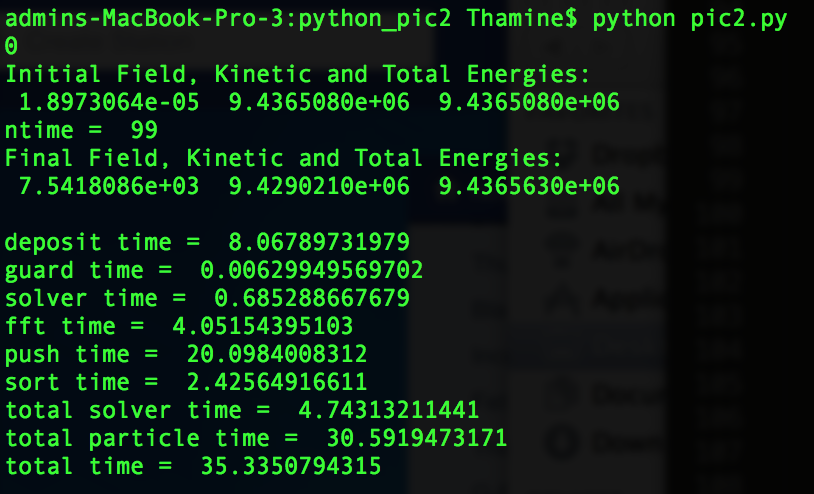 admins-MacBook-Pro-3:python_pic2 Thamine$ python pic2.py
0
Initial Field, Kinetic and Total Energies:
1.8973064e-05 9.4365080e+06 9.4365080e+06
ntime = 99
Final Field, Kinetic and Total Energies:
7.5418086e+03 9.4290210e+06 9.4365630e+06
deposit time = 8.06789731979
guard time = 0.00629949569702
solver time = 0.685288667679
fft time = 4.05154395103
push time = 20.0984008312
sort time = 2.42564916611
total solver time = 4.74313211441
total particle time = 30.5919473171
total time = 35.3350794315